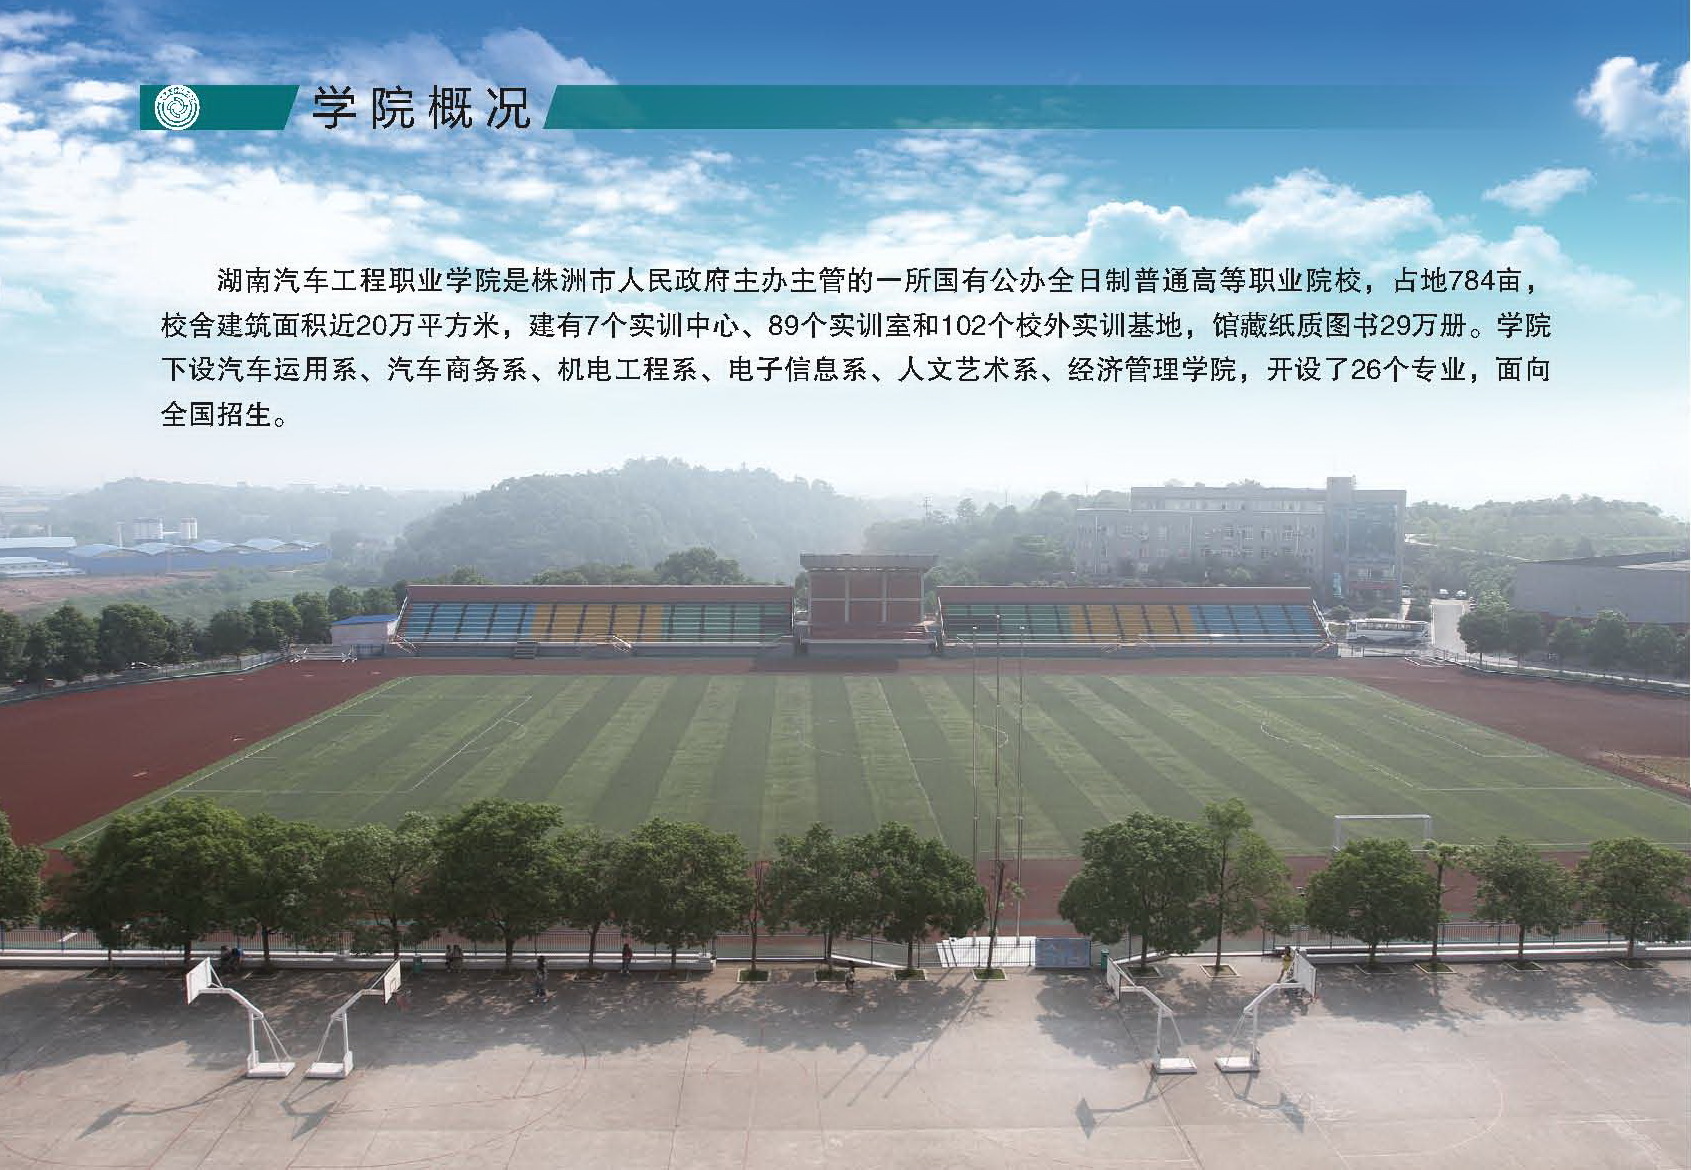 学院概况
湖南汽车工程职业学院是株洲市人民政府主办主管的一所国有公办全日制普通高等职业院校，占地784亩，
校舍建筑面积近20万平方米，建有7个实训中心、89个实训室和102个校外实训基地，馆藏纸质图书29万册。学院
下设汽车运用系、汽车商务系、机电工程系、电子信息系、人文艺术系、经济管理学院，开设了26个专业，面向
全国招生。